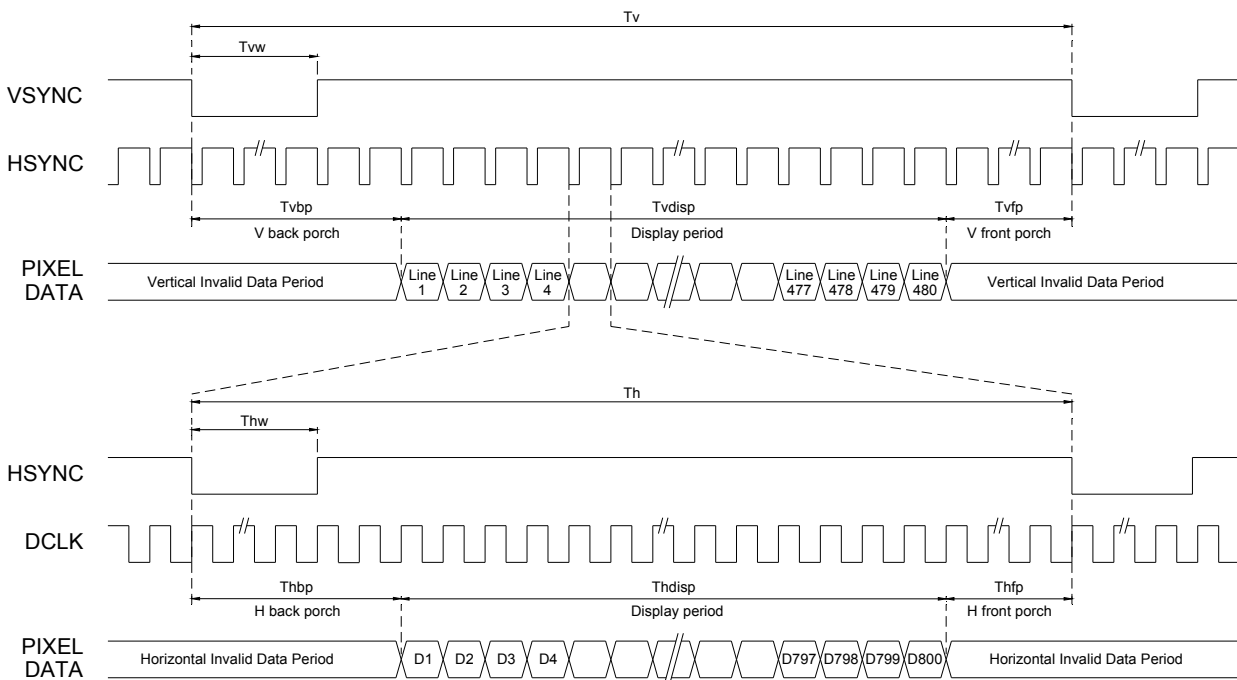 Tv
Tvw
VSYNC
HSYNC
Tvbp
Tvdisp
Tvfp
V back porch
Display period
V front porch
PIXEL
DATA
Vertical Invalid Data Period
Line
1
Line
2
Line
3
Line
4
Line
477
Line
478
Line
479
Line
480
Vertical Invalid Data Period
Th
Thw
HSYNC
DCLK
Thbp
Thdisp
Thfp
H back porch
Display period
H front porch
PIXEL
DATA
Horizontal Invalid Data Period
D1
D2
D3
D4
D797
D798
D799
D800
Horizontal Invalid Data Period